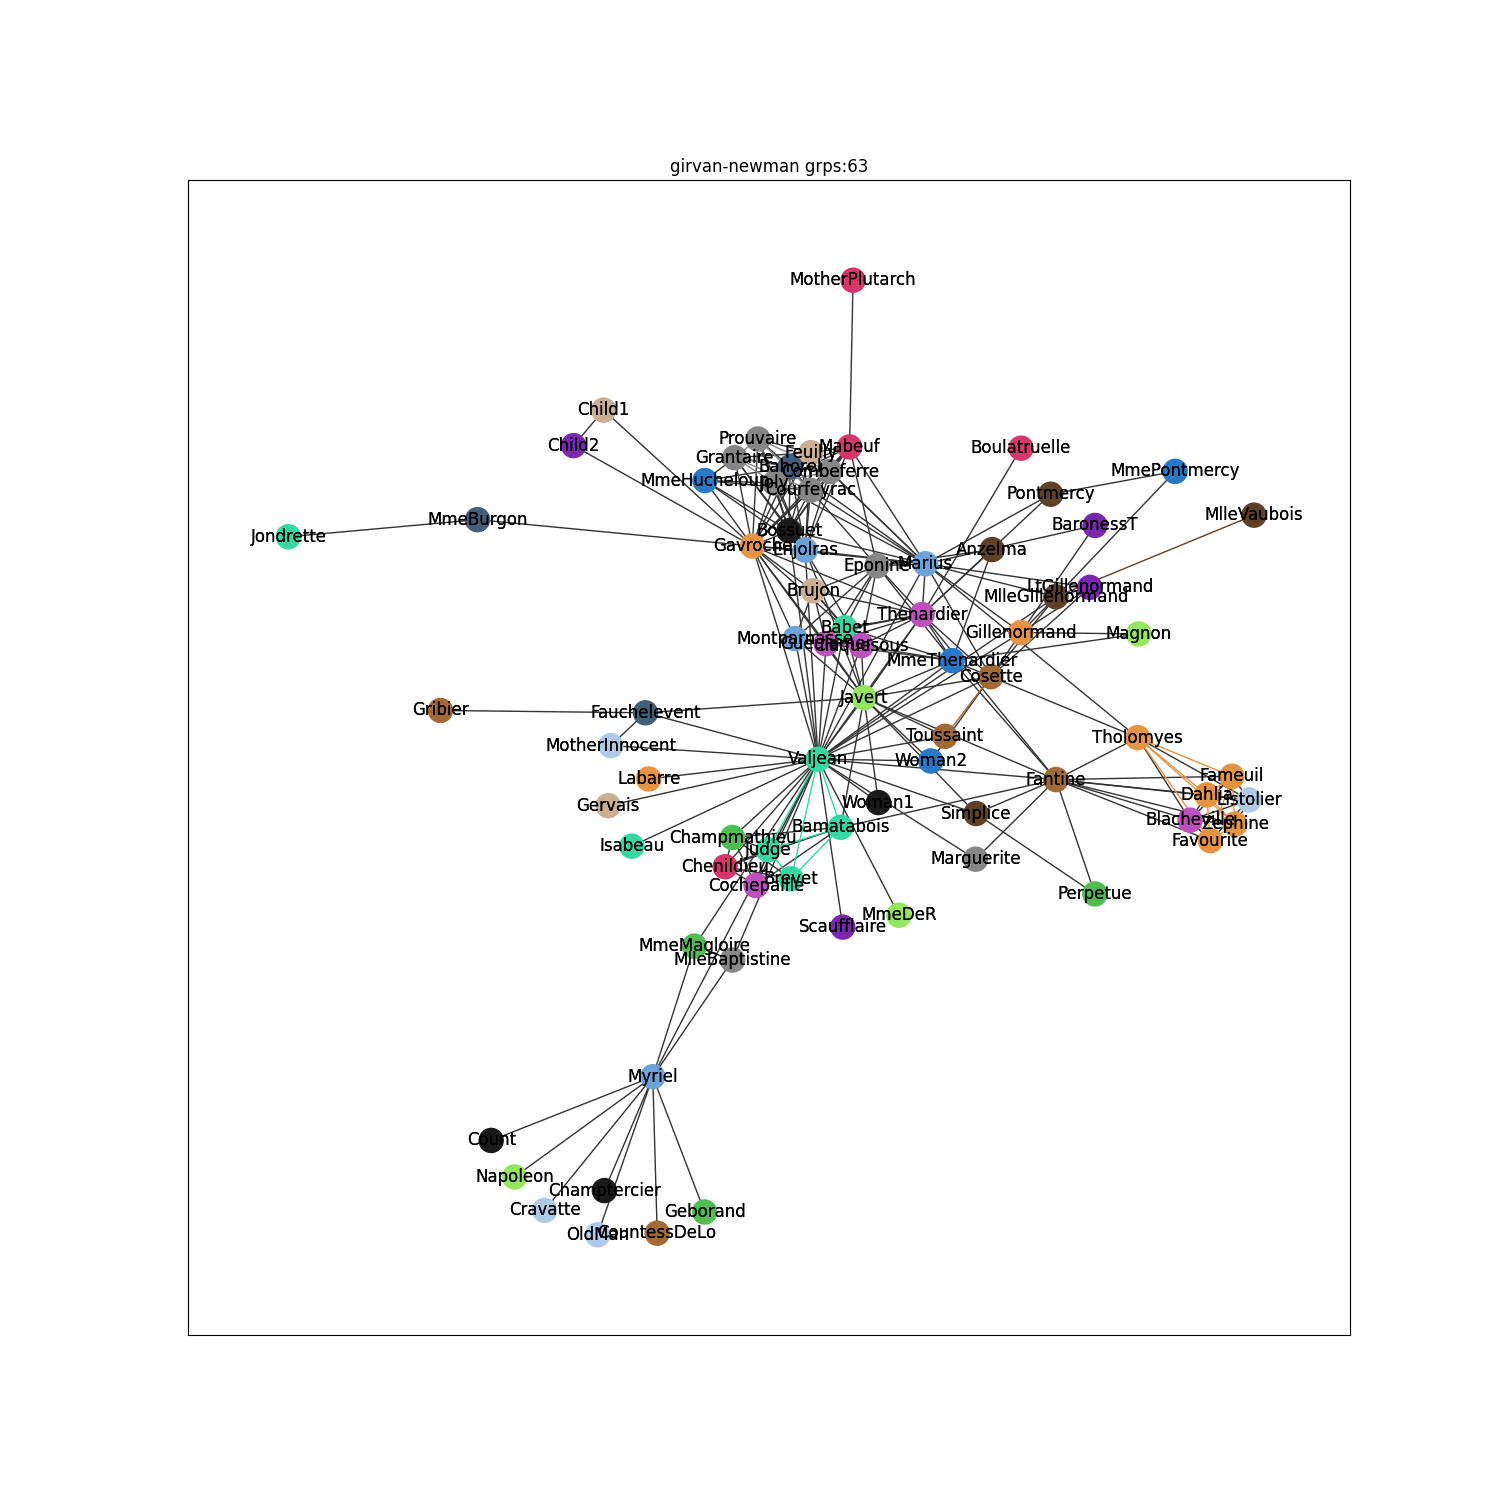 girvan-newman grps:63
MotherPlutarch
Child1
Child2
Prouvaire
Feuilly
Mabeuf
Boulatruelle
Grantaire
Bahorel
Combeferre
MmePontmercy
MmeHucheloup
Joly
Courfeyrac
Pontmercy
MlleVaubois
MmeBurgon
BaronessT
Jondrette
Bossuet
Gavroche
Enjolras
Anzelma
Eponine
Marius
Brujon
LtGillenormand
MlleGillenormand
Thenardier
Babet
Gillenormand
Magnon
Montparnasse
Gueulemer
Claquesous
MmeThenardier
Cosette
Javert
Gribier
Fauchelevent
MotherInnocent
Toussaint
Tholomyes
Valjean
Woman2
Labarre
Fantine
Fameuil
Gervais
Woman1
Dahlia
Listolier
Simplice
Blacheville
Zephine
Isabeau
Champmathieu
Bamatabois
Favourite
Judge
Marguerite
Chenildieu
Cochepaille
Brevet
Perpetue
Scaufflaire
MmeDeR
MmeMagloire
MlleBaptistine
Myriel
Count
Napoleon
Champtercier
Cravatte
Geborand
OldMan
CountessDeLo